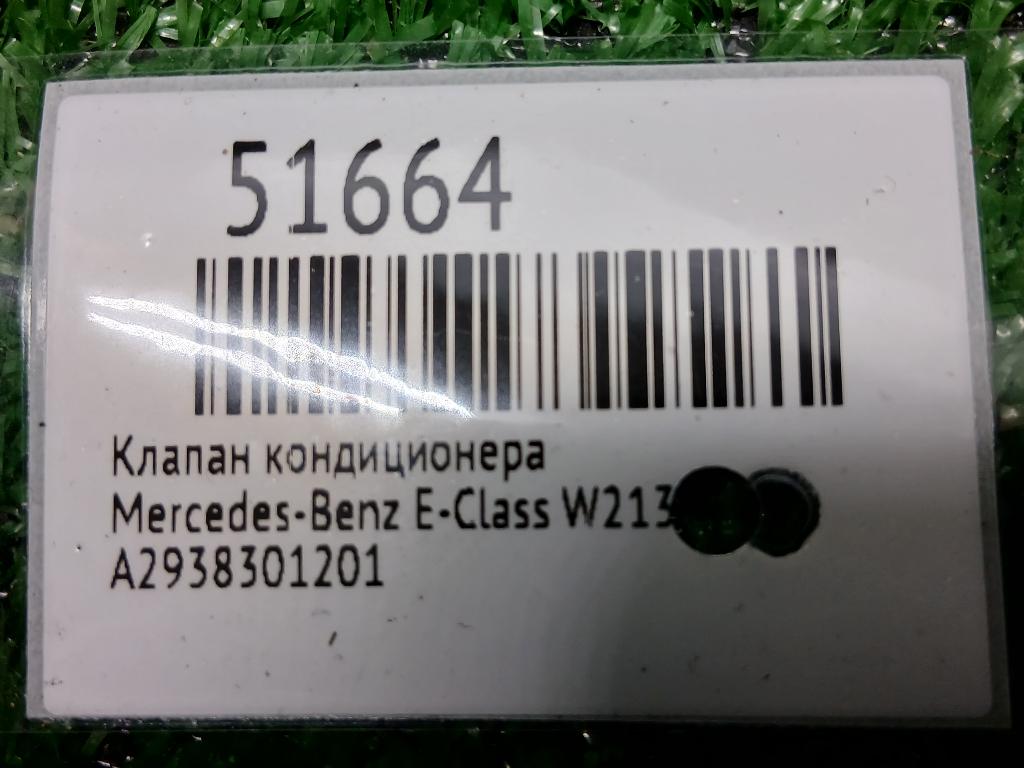 51664
Клапан кондиционера
Mercedes-Benz E-Class W213
A2938301201